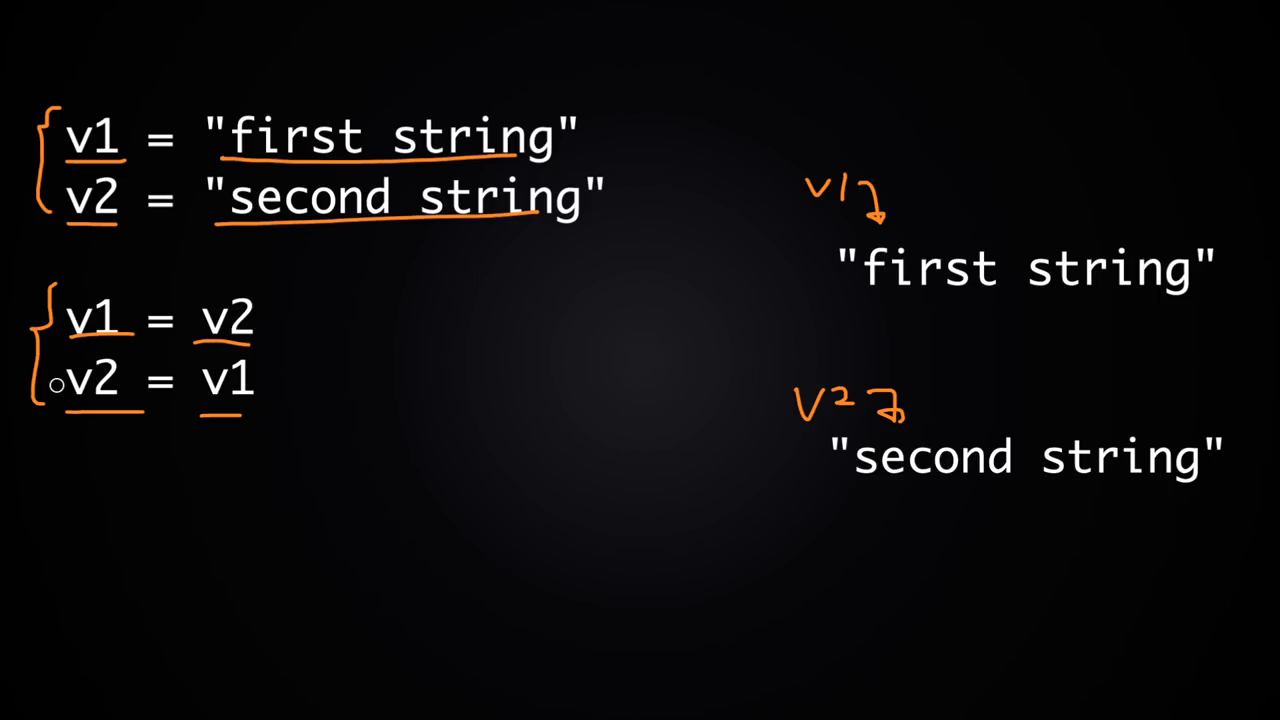 v1 = "first string"
v2 = "second string"
v1 = v2
v2 = v1
v1
"first string"
v2
"second string"